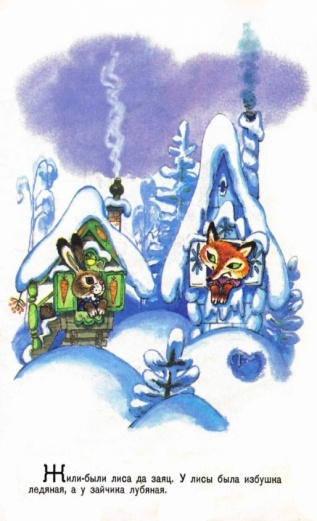 Жили-были лиса да заяц. У лисы была избушка
ледяная, а у зайчика лубяная.